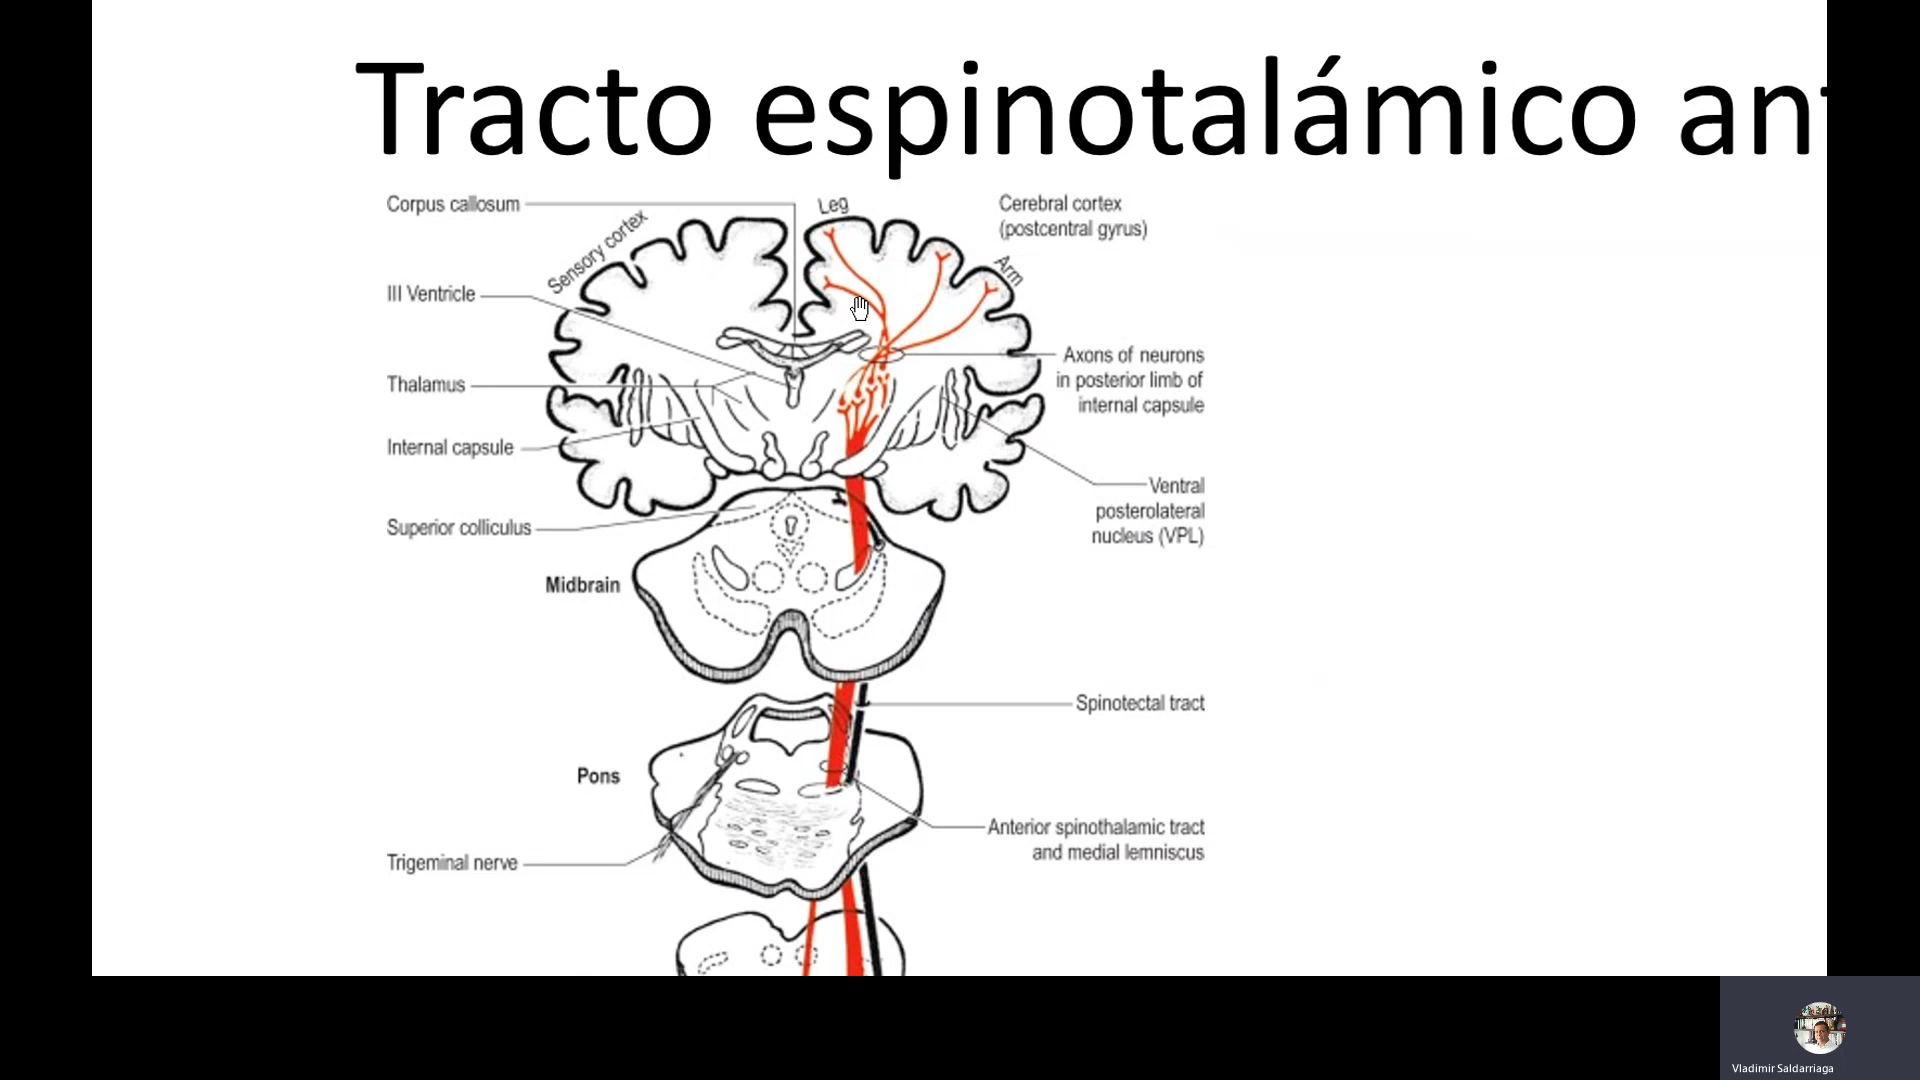 Tracto espinotalámico an
Corpus callosum
Sensory cortex
Leg
Cerebral cortex
(postcentral gyrus)
Arm
III Ventricle
Axons of neurons
in posterior limb of
internal capsule
Thalamus
Internal capsule
Ventral
posterolateral
nucleus (VPL)
Superior colliculus
Midbrain
Spinotectal tract
Pons
Anterior spinothalamic tract
and medial lemniscus
Trigeminal nerve
Vladimir Saldarriaga